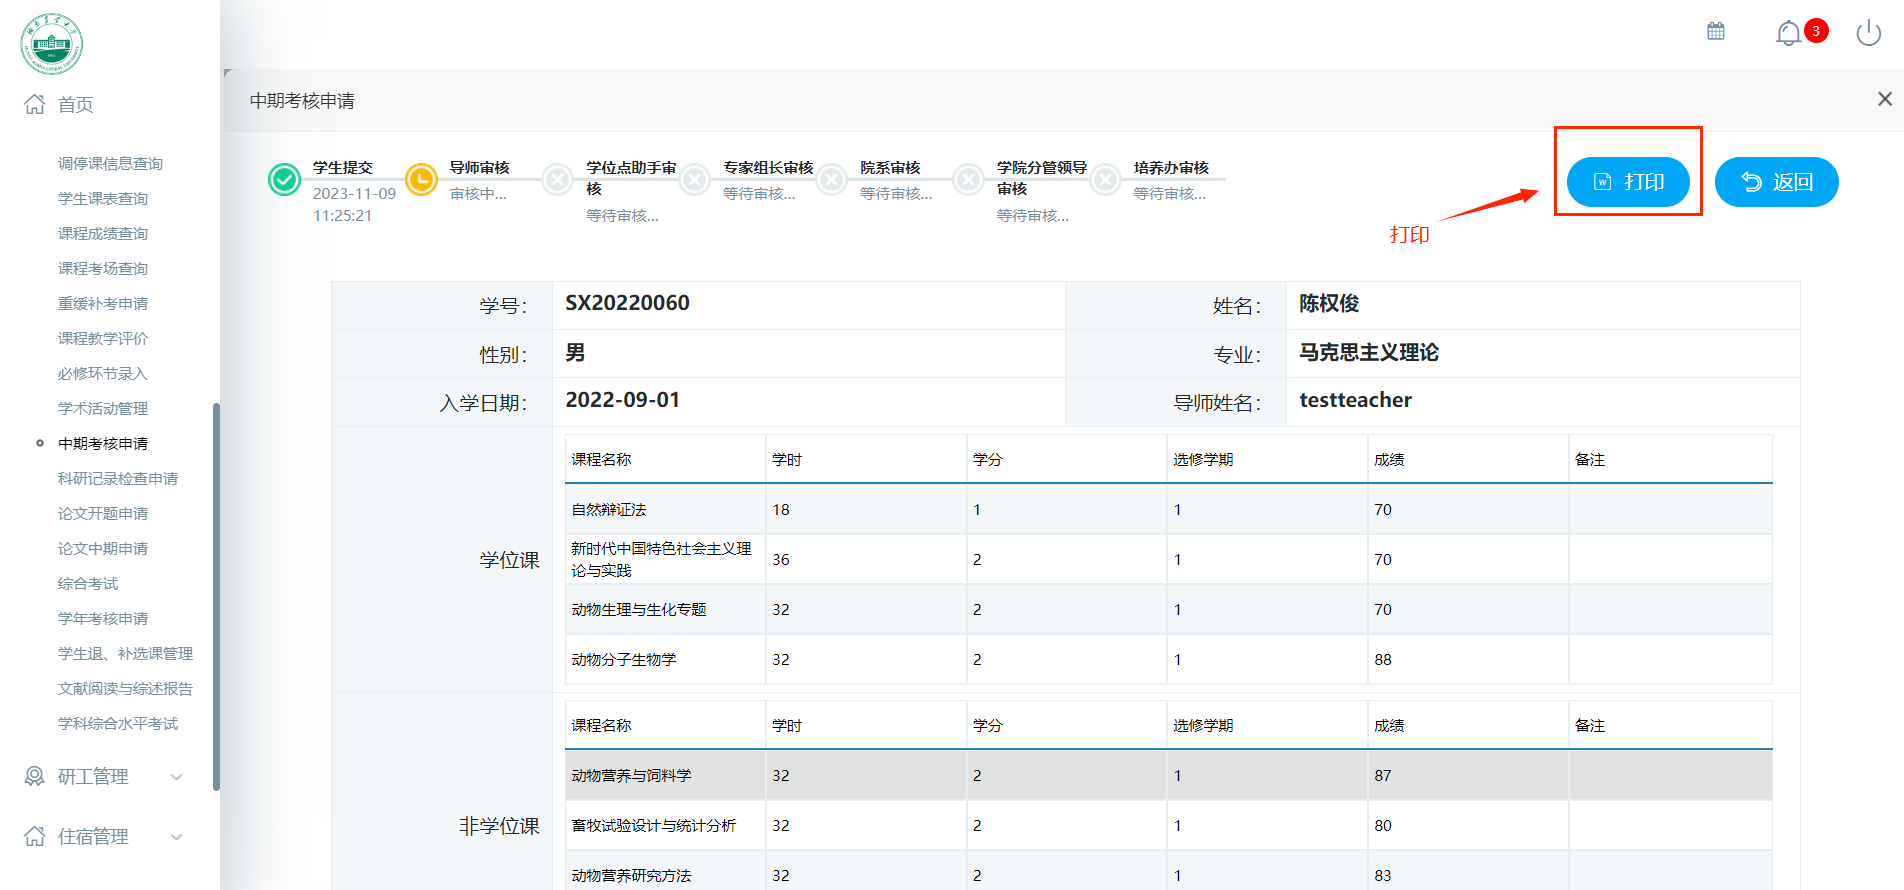 首页
调停课信息查询
学生课表查询
课程成绩查询
课程考场查询
重缓补考申请
课程教学评价
必修环节录入
学术活动管理
中期考核申请
科研记录检查申请
论文开题申请
论文中期申请
综合考试
学年考核申请
学生退、补选课管理
文献阅读与综述报告
学科综合水平考试
研工管理
住宿管理
3
中期考核申请
学生提交
2023-11-09
11:25:21
导师审核
审核中...
学位点助手审
核
等待审核...
专家组长审核
等待审核...
院系审核
等待审核...
学院分管领导
审核
等待审核...
培养办审核
等待审核...
打印
返回
打印
学号： SX20220060 姓名： 陈权俊
性别： 男 专业： 马克思主义理论
入学日期： 2022-09-01 导师姓名： testteacher
学位课
课程名称 学时 学分 选修学期 成绩 备注
自然辩证法 18 1 1 70
新时代中国特色社会主义理
论与实践 36 2 1 70
动物生理与生化专题 32 2 1 70
动物分子生物学 32 2 1 88
非学位课
课程名称 学时 学分 选修学期 成绩 备注
动物营养与饲料学 32 2 1 87
畜牧试验设计与统计分析 32 2 1 80
动物营养研究方法 32 2 1 83